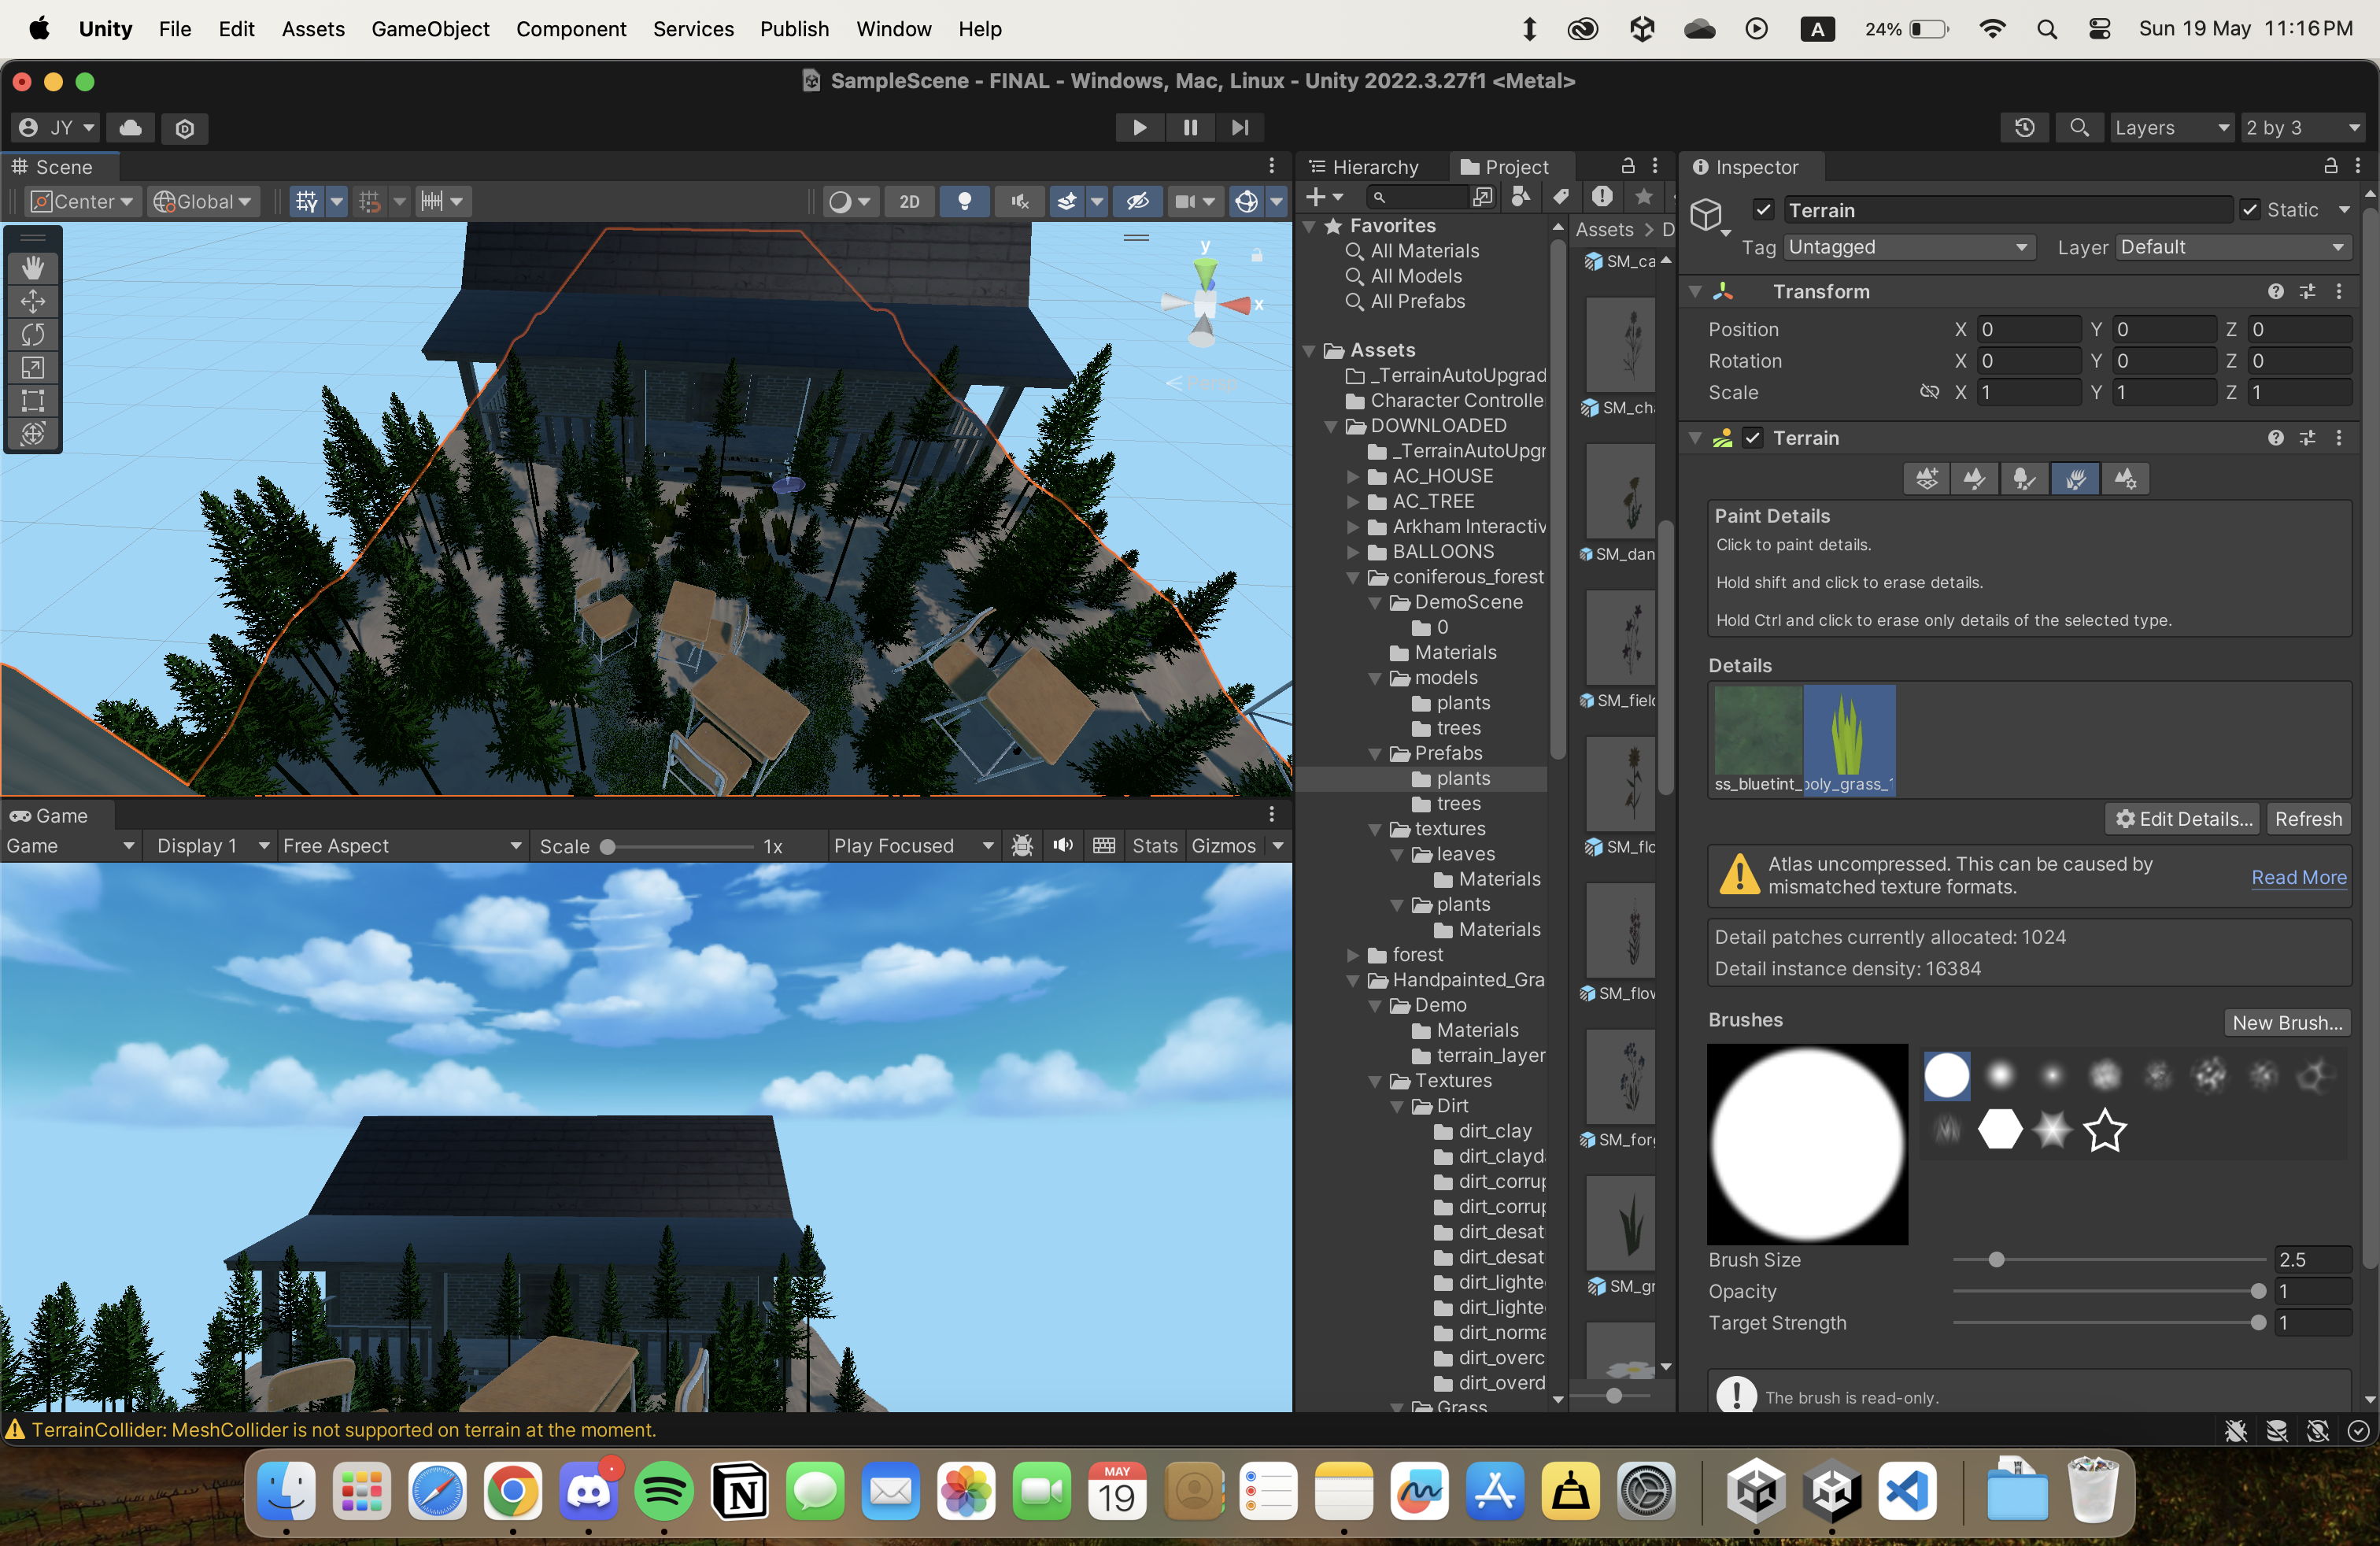 Unity File Edit Assets GameObject Component Services Publish Window Help
A 24% Sun 19 May 11:16 PM
SampleScene - FINAL - Windows, Mac, Linux - Unity 2022.3.27f1 <Metal>
JY
Layers 2 by 3
Scene
Center Global 2D
y
x
Hierarchy Project
Favorites
All Materials
All Models
All Prefabs
Assets
_TerrainAutoUpgrad
Character Controlle
DOWNLOADED
_TerrainAutoUpgr
AC_HOUSE
AC_TREE
Arkham Interactiv
BALLOONS
coniferous_forest
DemoScene
0
Materials
models
plants
trees
Prefabs
plants
trees
textures
leaves
Materials
plants
Materials
forest
Handpainted_Gra
Demo
Materials
terrain_layer
Textures
Dirt
dirt_clay
dirt_clayd
dirt_corrup
dirt_corrup
dirt_desat
dirt_desat
dirt_lighte
dirt_lighte
dirt_norma
dirt_overc
dirt_overd
Grass
Assets > D
SM_ca
SM_cha
SM_dan
SM_field
SM_flo
SM_flow
SM_forg
SM_gr
Inspector
Terrain Static
Tag Untagged Layer Default
Transform
Position X 0 Y 0 Z 0
Rotation X 0 Y 0 Z 0
Scale X 1 Y 1 Z 1
Terrain
Paint Details
Click to paint details.
Hold shift and click to erase details.
Hold Ctrl and click to erase only details of the selected type.
Details
ss_bluetint_ poly_grass_
Edit Details... Refresh
Atlas uncompressed. This can be caused by
mismatched texture formats.
Read More
Detail patches currently allocated: 1024
Detail instance density: 16384
Brushes
New Brush...
Brush Size 2.5
Opacity 1
Target Strength 1
The brush is read-only.
Game
Game Display 1 Free Aspect Scale 1x Play Focused Stats Gizmos
TerrainCollider: MeshCollider is not supported on terrain at the moment.
MAY
19